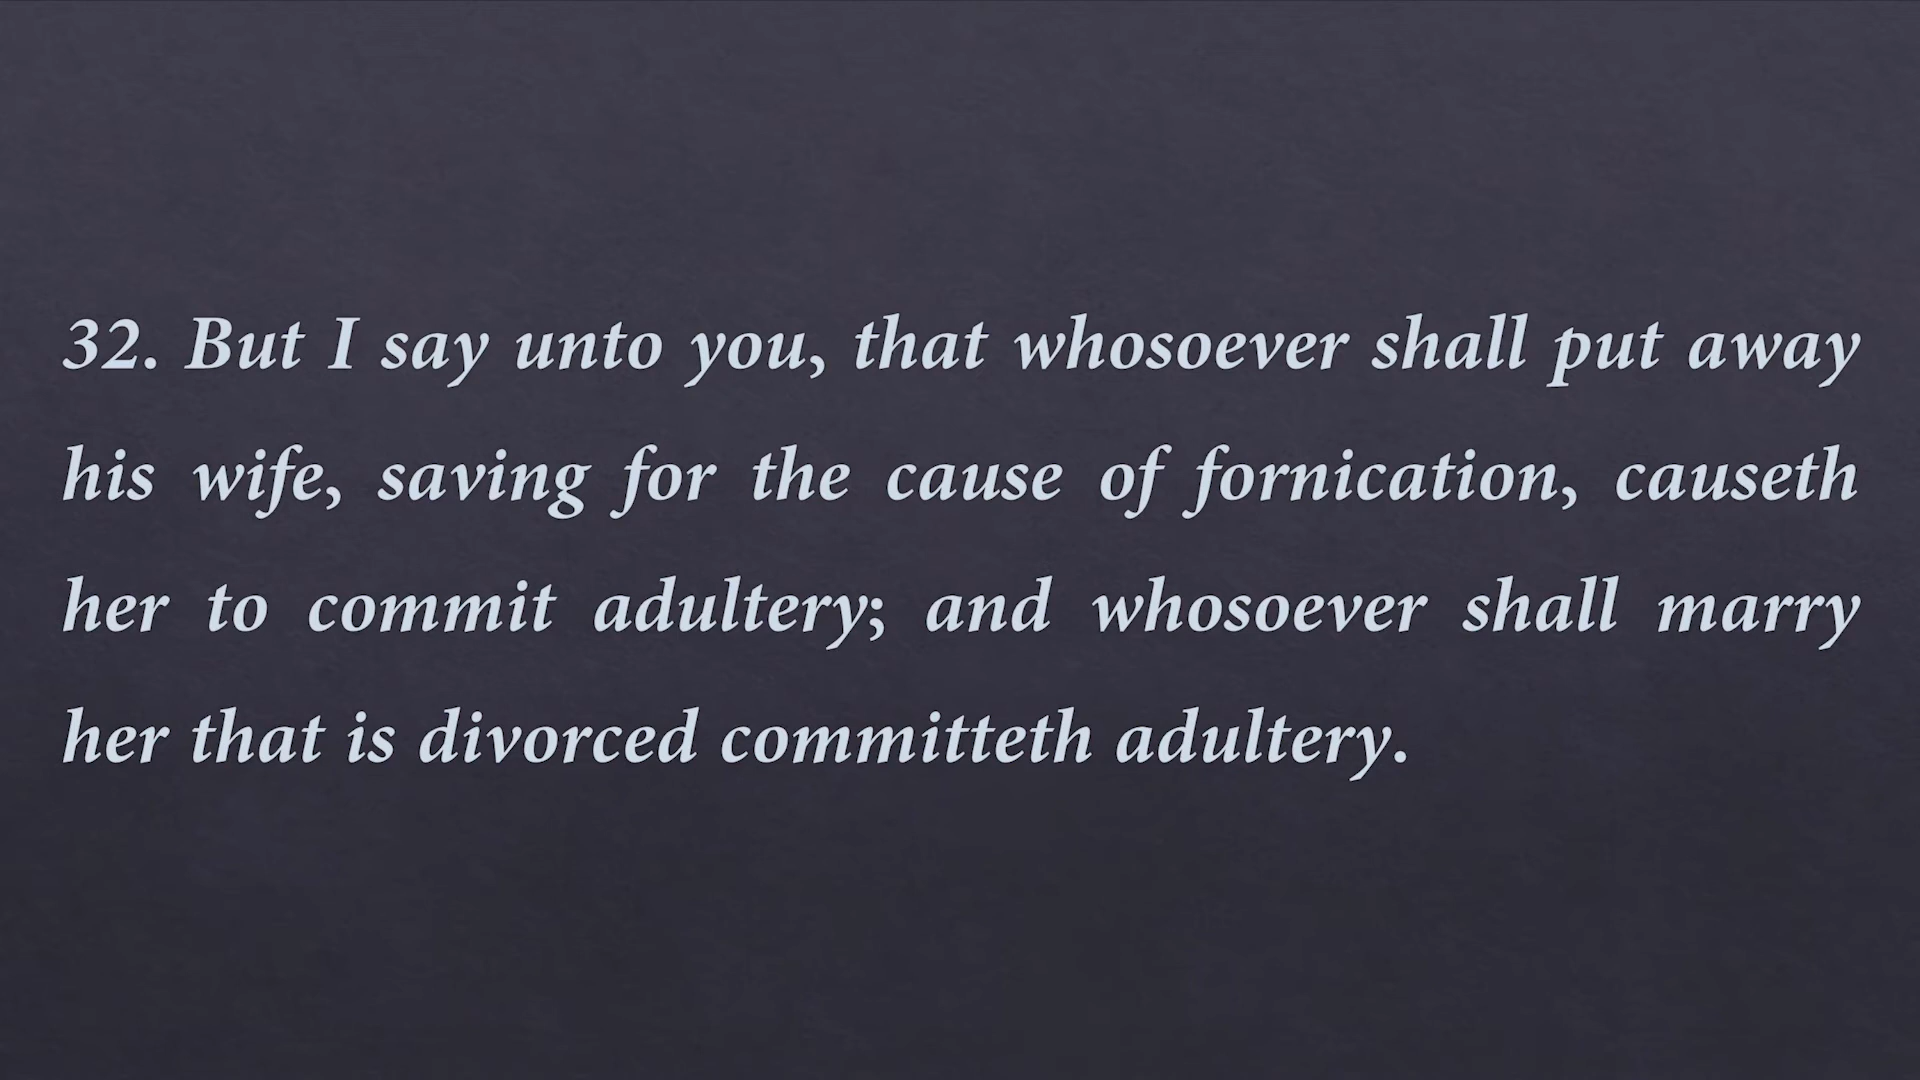 32. But I say unto you, that whosoever shall put away
his wife, saving for the cause of fornication, causeth
her to commit adultery; and whosoever shall marry
her that is divorced committeth adultery.